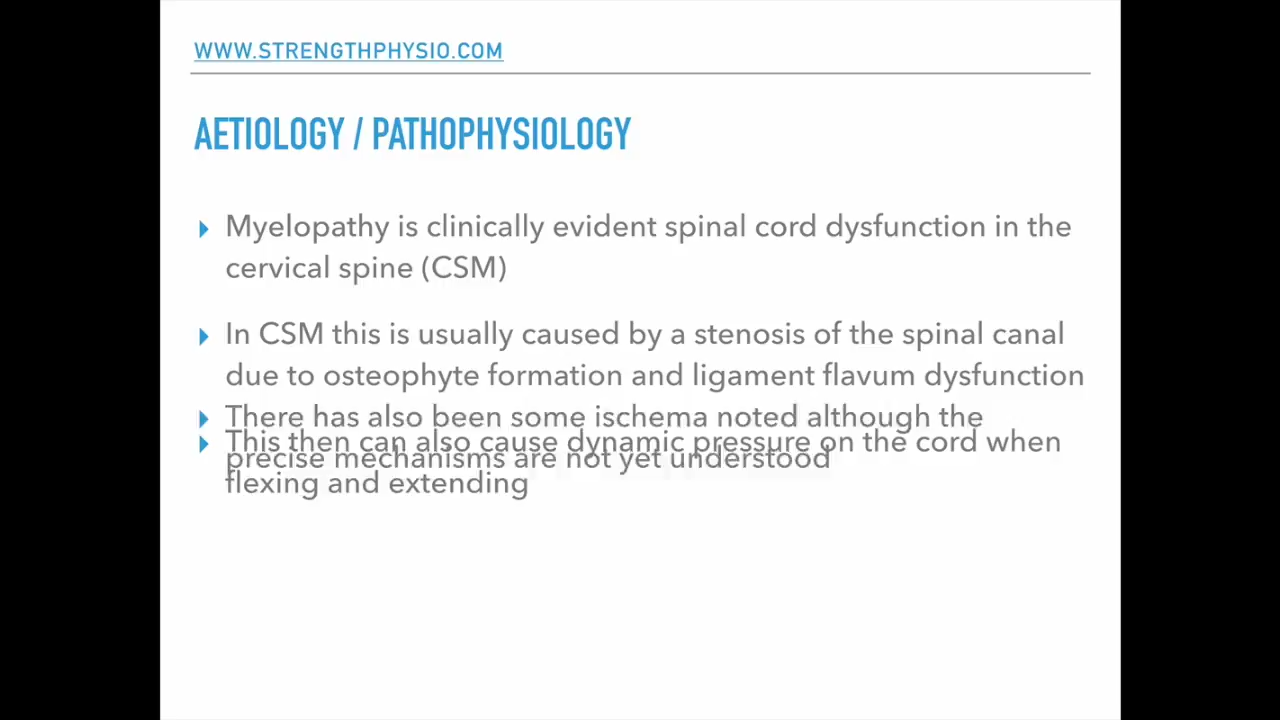 WWW.STRENGTHPHYSIO.COM
AETIOLOGY / PATHOPHYSIOLOGY
Myelopathy is clinically evident spinal cord dysfunction in the
cervical spine (CSM)
In CSM this is usually caused by a stenosis of the spinal canal
due to osteophyte formation and ligament flavum dysfunction
There has also been some ischema noted although the
precise mechanisms are not yet understood
This then can also cause dynamic pressure on the cord when
flexing and extending